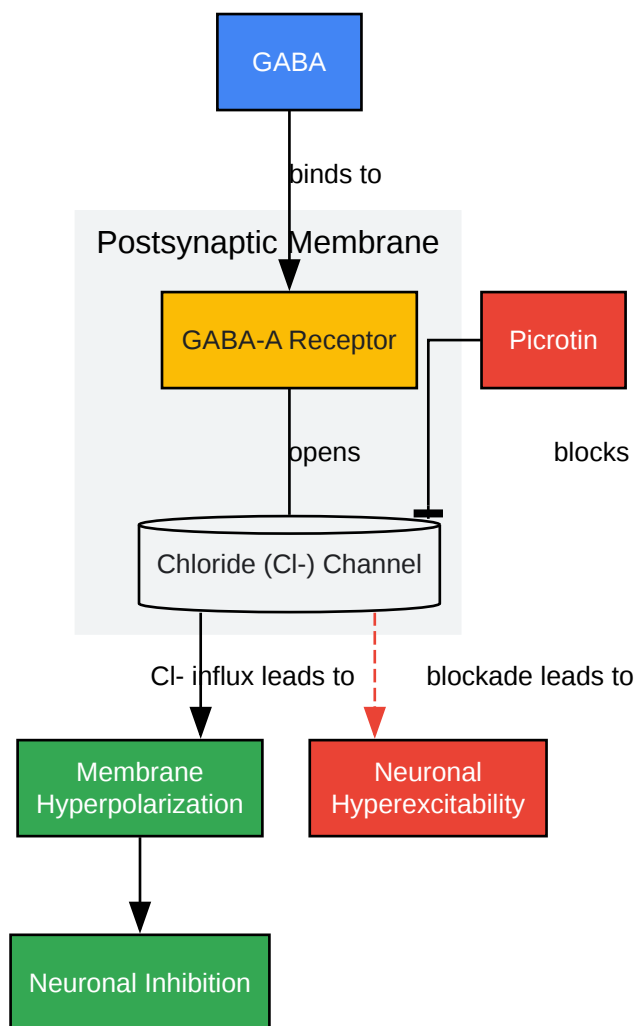 GABA
binds to
Postsynaptic Membrane
GABA-A Receptor
Picrotin
opens
blocks
Chloride (Cl-) Channel
Cl- influx leads to
blockade leads to
Membrane
Hyperpolarization
Neuronal
Hyperexcitability
Neuronal Inhibition